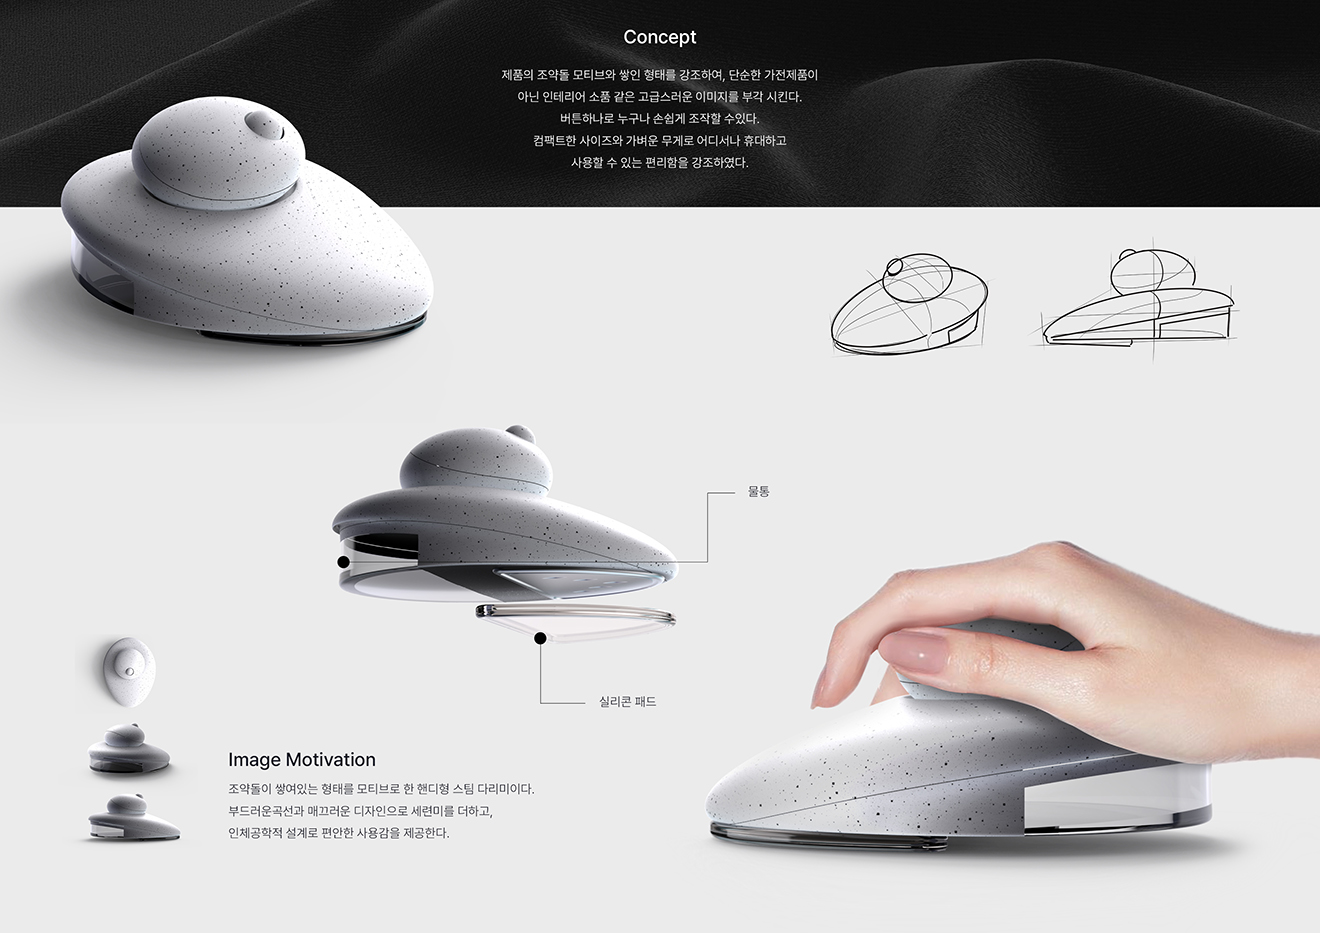 Concept
제품의 조약돌 모티브와 쌓인 형태를 강조하여, 단순한 가전제품이
아닌 인테리어 소품 같은 고급스러운 이미지를 부각 시킨다.
버튼하나로 누구나 손쉽게 조작할 수있다.
컴팩트한 사이즈와 가벼운 무게로 어디서나 휴대하고
사용할 수 있는 편리함을 강조하였다.
물통
실리콘 패드
Image Motivation
조약돌이 쌓여있는 형태를 모티브로 한 핸디형 스팀 다리미이다.
부드러운곡선과 매끄러운 디자인으로 세련미를 더하고,
인체공학적 설계로 편안한 사용감을 제공한다.